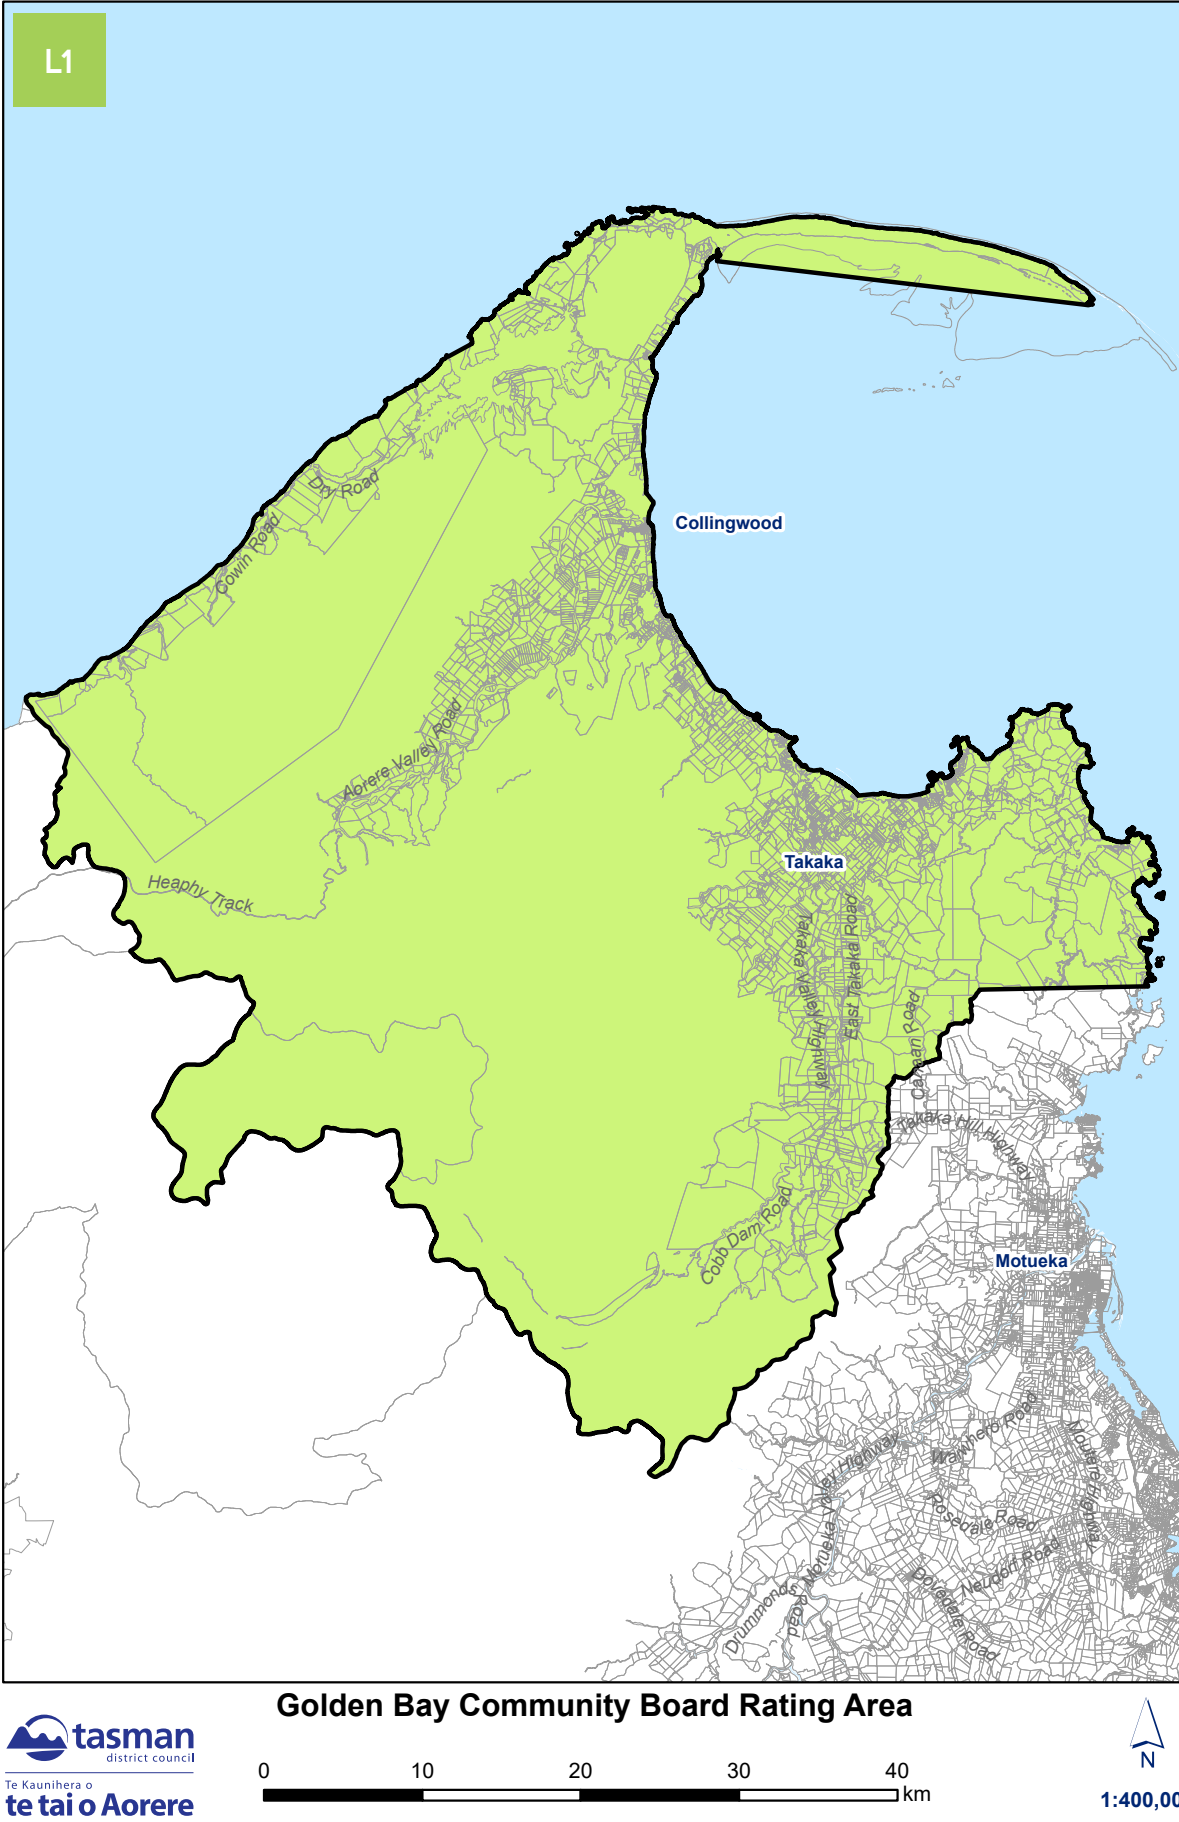 L1
Dry Road
Cowin Road
Collingwood
Aorere Valley Road
Takaka
Heaphy Track
Takaka Valley Highway
East Takaka Road
Canaan Road
Takaka Hill Highway
Cobb Dam Road
Motueka
Waiwhero Road
Motueka Valley Highway
Moutere Highway
Rosedale Road
Neudorf Road
Dovedale Road
Drummonds Road
Golden Bay Community Board Rating Area
tasman
district council
Te Kaunihera o
te tai o Aorere
0 10 20 30 40
km
N
1:400,00